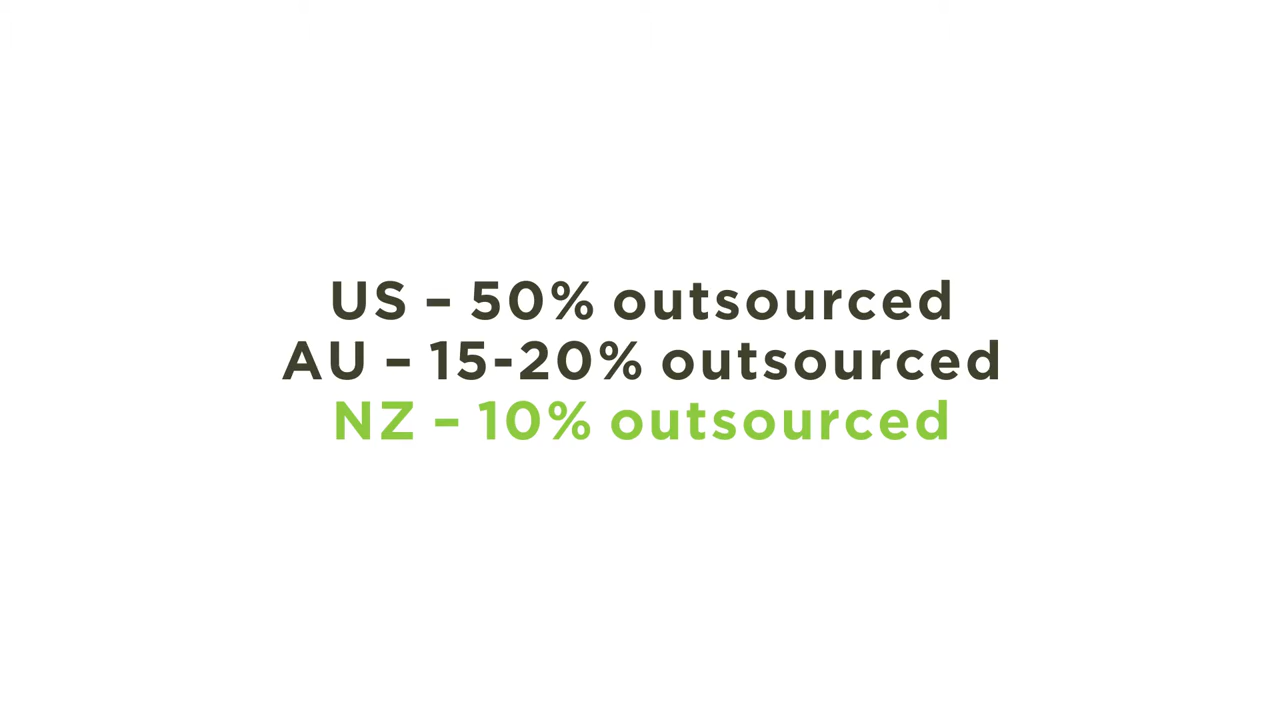 US – 50% outsourced
AU – 15-20% outsourced
NZ – 10% outsourced